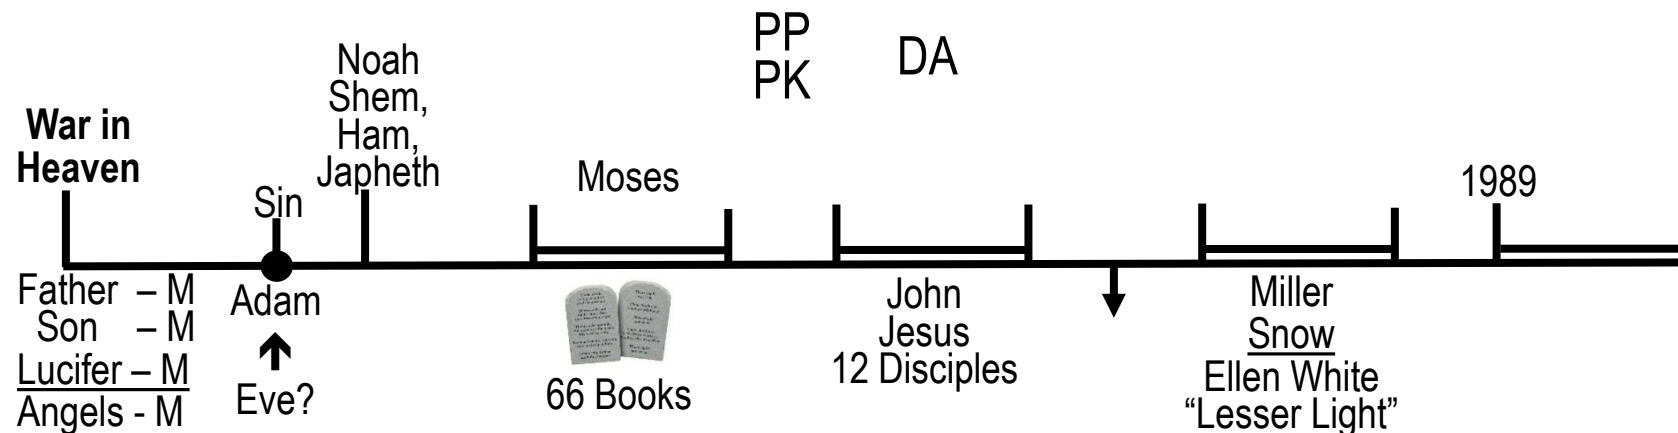 PP
PK
DA
War in
Heaven
Sin
Noah
Shem,
Ham,
Japheth
Moses
1989
Father – M
Son – M
Lucifer – M
Angels - M
Adam
Eve?
66 Books
John
Jesus
12 Disciples
Miller
Snow
Ellen White
“Lesser Light”